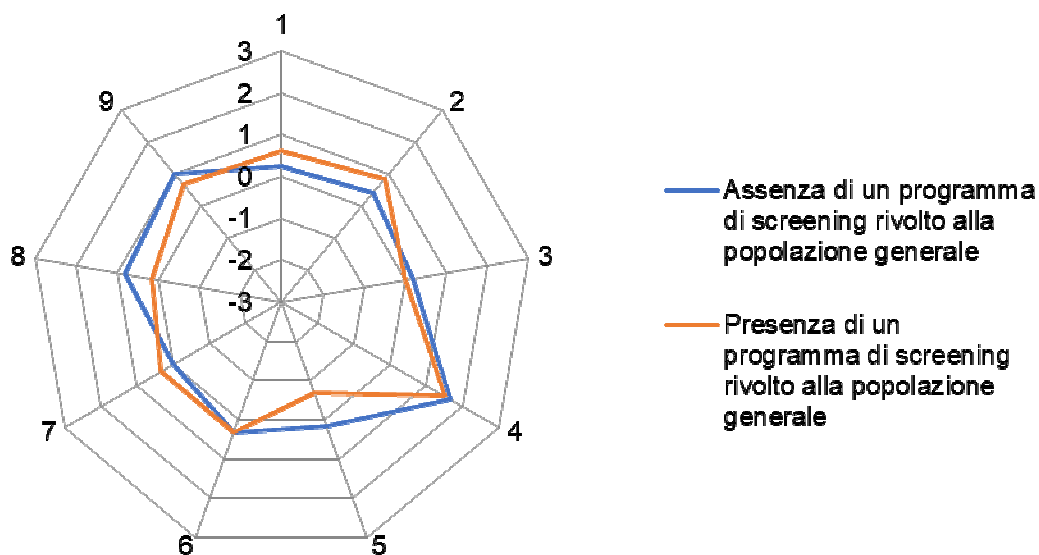 1
3
2
1
0
-1
-2
-3
2
3
4
5
6
7
8
9
Assenza di un programma
di screening rivolto alla
popolazione generale
Presenza di un
programma di screening
rivolto alla popolazione
generale